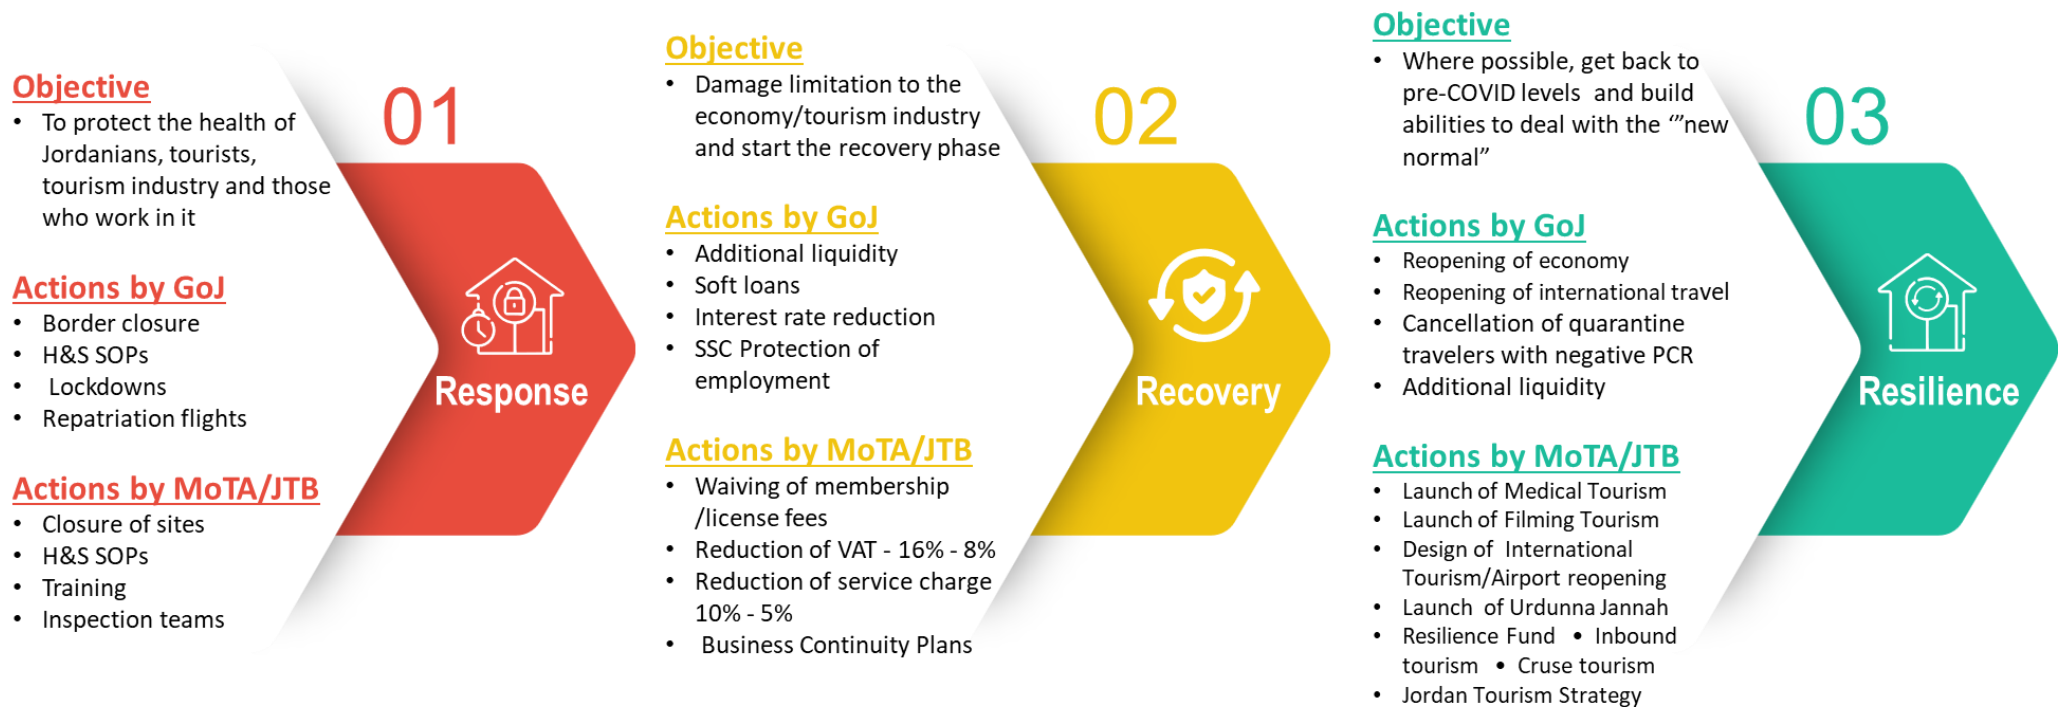 Objective
• To protect the health of
Jordanians, tourists,
tourism industry and those
who work in it
Actions by GoJ
• Border closure
• H&S SOPs
• Lockdowns
• Repatriation flights
Actions by MoTA/JTB
• Closure of sites
• H&S SOPs
• Training
• Inspection teams
01
Response
Objective
• Damage limitation to the
economy/tourism industry
and start the recovery phase
Actions by GoJ
• Additional liquidity
• Soft loans
• Interest rate reduction
• SSC Protection of
employment
Actions by MoTA/JTB
• Waiving of membership
/license fees
• Reduction of VAT - 16% - 8%
• Reduction of service charge
10% - 5%
• Business Continuity Plans
02
Recovery
Objective
• Where possible, get back to
pre-COVID levels and build
abilities to deal with the ‘”new
normal”
Actions by GoJ
• Reopening of economy
• Reopening of international travel
• Cancellation of quarantine
travelers with negative PCR
• Additional liquidity
Actions by MoTA/JTB
• Launch of Medical Tourism
• Launch of Filming Tourism
• Design of International
Tourism/Airport reopening
• Launch of Urdunna Jannah
• Resilience Fund • Inbound
tourism • Cruse tourism
• Jordan Tourism Strategy
03
Resilience